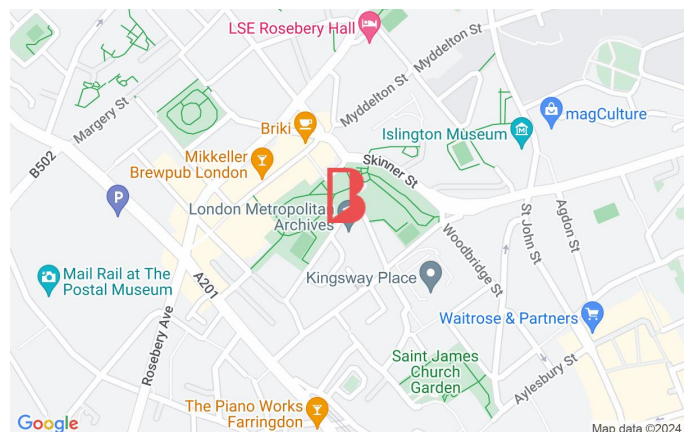 LSE Rosebery Hall
Myddelton St
Myddelton St
Margery St
magCulture
Briki
Islington Museum
B502
Mikkeller
Brewpub London
Skinner St
P
B
London Metropolitan
Archives
St John St
Agdon St
Woodbridge St
Mail Rail at The
Postal Museum
A201
Kingsway Place
Rosebery Ave
Waitrose & Partners
Saint James
Church
Garden
Aylesbury St
The Piano Works
Farringdon
Google
Map data ©2024